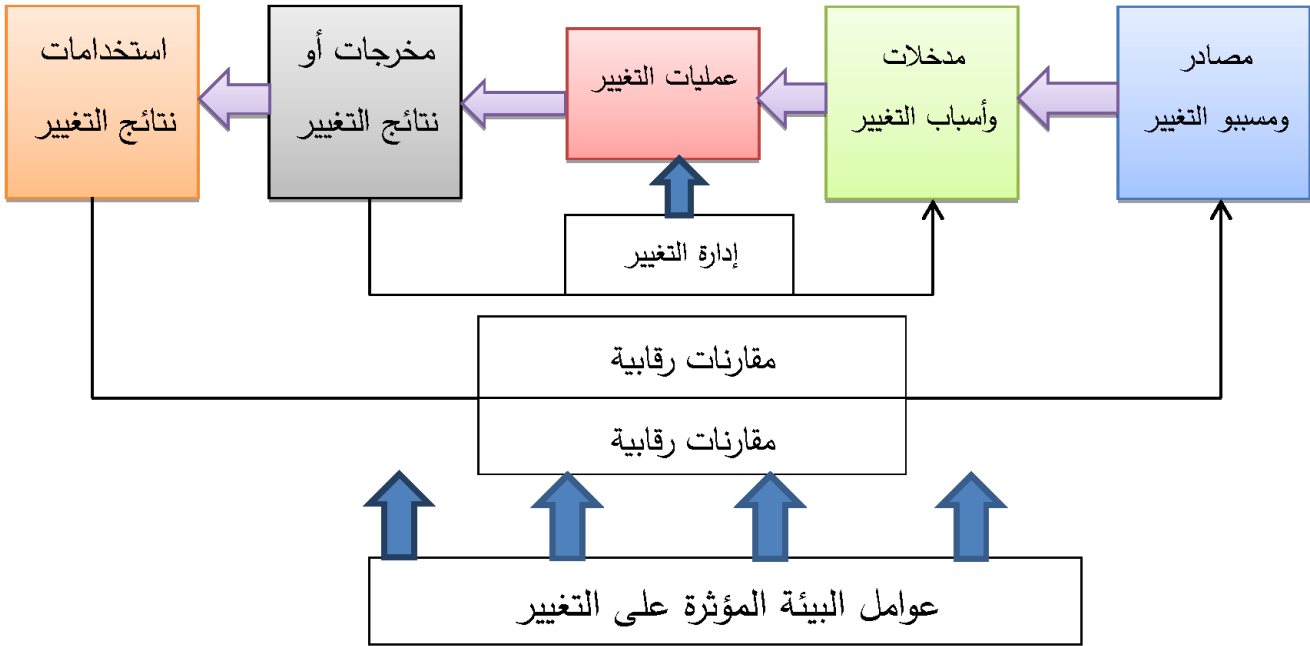 مصادر
ومسببو التغيير
مدخلات
وأسباب التغيير
عمليات التغيير
مخرجات أو
نتائج التغيير
استخدامات
نتائج التغيير
إدارة التغيير
مقارنات رقابية
مقارنات رقابية
عوامل البيئة المؤثرة على التغيير